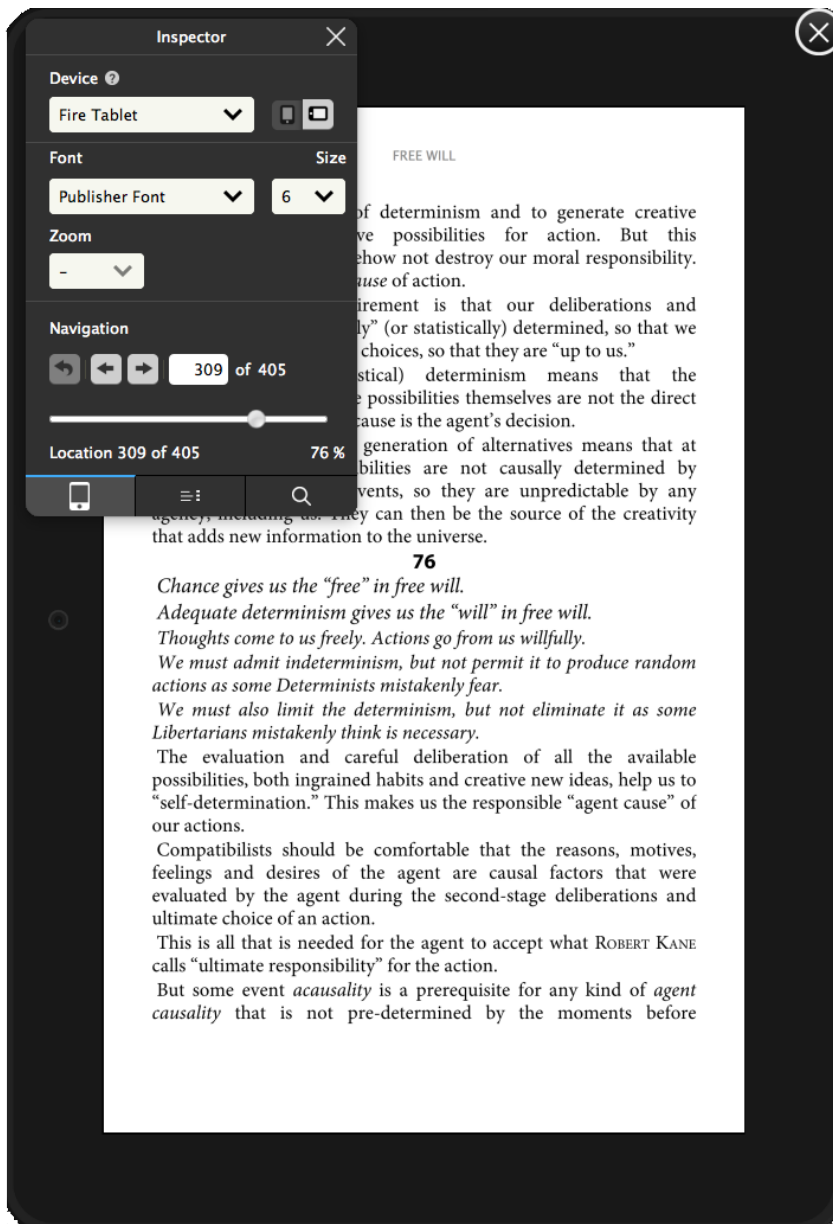 Inspector
Device
Fire Tablet
Font Size
Publisher Font 6
Zoom
-
Navigation
309 of 405
Location 309 of 405 76 %
FREE WILL
of determinism and to generate creative
possibilities for action. But this
not destroy our moral responsibility.
of action.
is that our deliberations and
(or statistically) determined, so that we
choices, so that they are “up to us.”
determinism means that the
possibilities themselves are not the direct
is the agent’s decision.
generation of alternatives means that at
are not causally determined by
so they are unpredictable by any
can then be the source of the creativity
that adds new information to the universe.
76
Chance gives us the “free” in free will.
Adequate determinism gives us the “will” in free will.
Thoughts come to us freely. Actions go from us willfully.
We must admit indeterminism, but not permit it to produce random
actions as some Determinists mistakenly fear.
We must also limit the determinism, but not eliminate it as some
Libertarians mistakenly think is necessary.
The evaluation and careful deliberation of all the available
possibilities, both ingrained habits and creative new ideas, help us to
“self-determination.” This makes us the responsible “agent cause” of
our actions.
Compatibilists should be comfortable that the reasons, motives,
feelings and desires of the agent are causal factors that were
evaluated by the agent during the second-stage deliberations and
ultimate choice of an action.
This is all that is needed for the agent to accept what ROBERT KANE
calls “ultimate responsibility” for the action.
But some event acausality is a prerequisite for any kind of agent
causality that is not pre-determined by the moments before